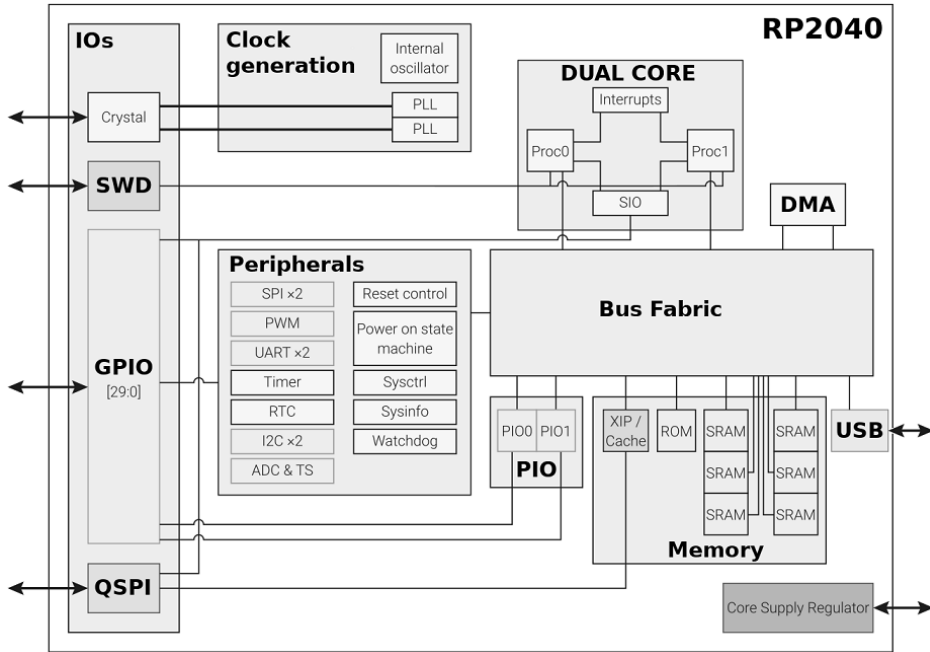 RP2040
IOs
Crystal
SWD
GPIO
[29:0]
QSPI
Clock
generation
Internal
oscillator
PLL
PLL
DUAL CORE
Interrupts
Proc0
Proc1
SIO
DMA
Peripherals
SPI ×2
PWM
UART ×2
Timer
RTC
I2C ×2
ADC & TS
Reset control
Power on state
machine
Sysctrl
Sysinfo
Watchdog
Bus Fabric
PIO0
PIO1
PIO
XIP /
Cache
ROM
SRAM
SRAM
SRAM
SRAM
SRAM
SRAM
Memory
USB
Core Supply Regulator